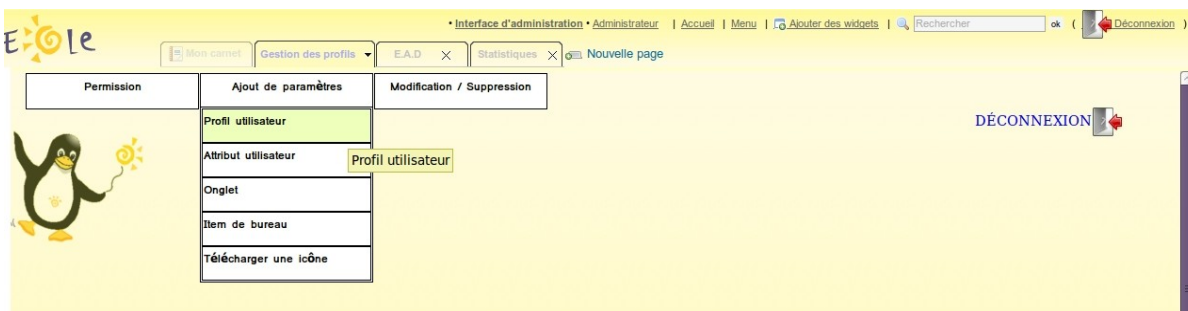 • Interface d'administration • Administrateur | Accueil | Menu | Ajouter des widgets | Rechercher ok ( Déconnexion )
Eole
Mon carnet Gestion des profils E.A.D X Statistiques X Nouvelle page
Permission Ajout de paramètres Modification / Suppression
DÉCONNEXION
Profil utilisateur
Attribut utilisateur
Profil utilisateur
Onglet
Item de bureau
Télécharger une icône